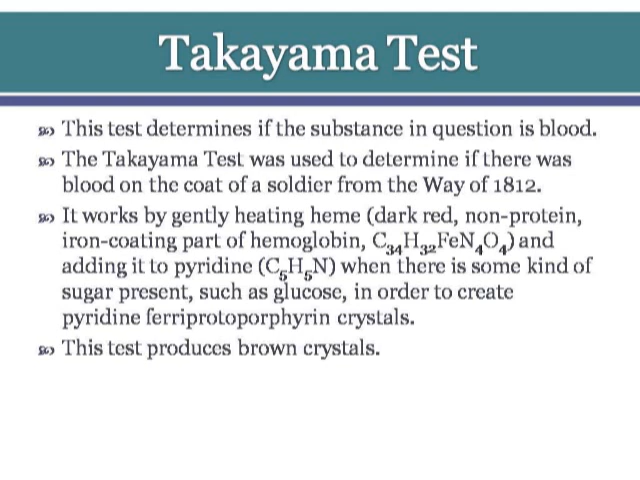 Takayama Test
This test determines if the substance in question is blood.
The Takayama Test was used to determine if there was
blood on the coat of a soldier from the Way of 1812.
It works by gently heating heme (dark red, non-protein,
iron-coating part of hemoglobin, C₃₄H₃₂FeN₄O₄) and
adding it to pyridine (C₅H₅N) when there is some kind of
sugar present, such as glucose, in order to create
pyridine ferriprotoporphyrin crystals.
This test produces brown crystals.